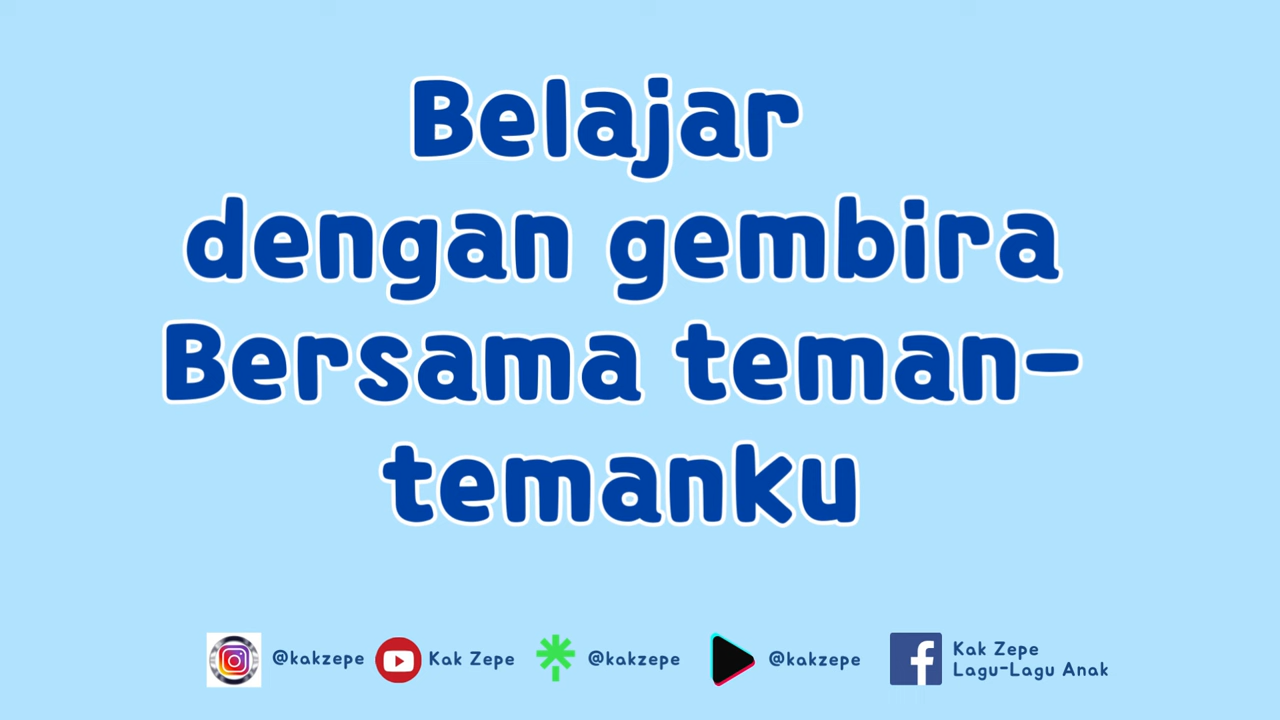 Belajar
dengan gembira
Bersama teman-
temanku
@kakzepe Kak Zepe @kakzepe @kakzepe Kak Zepe
Lagu-Lagu Anak